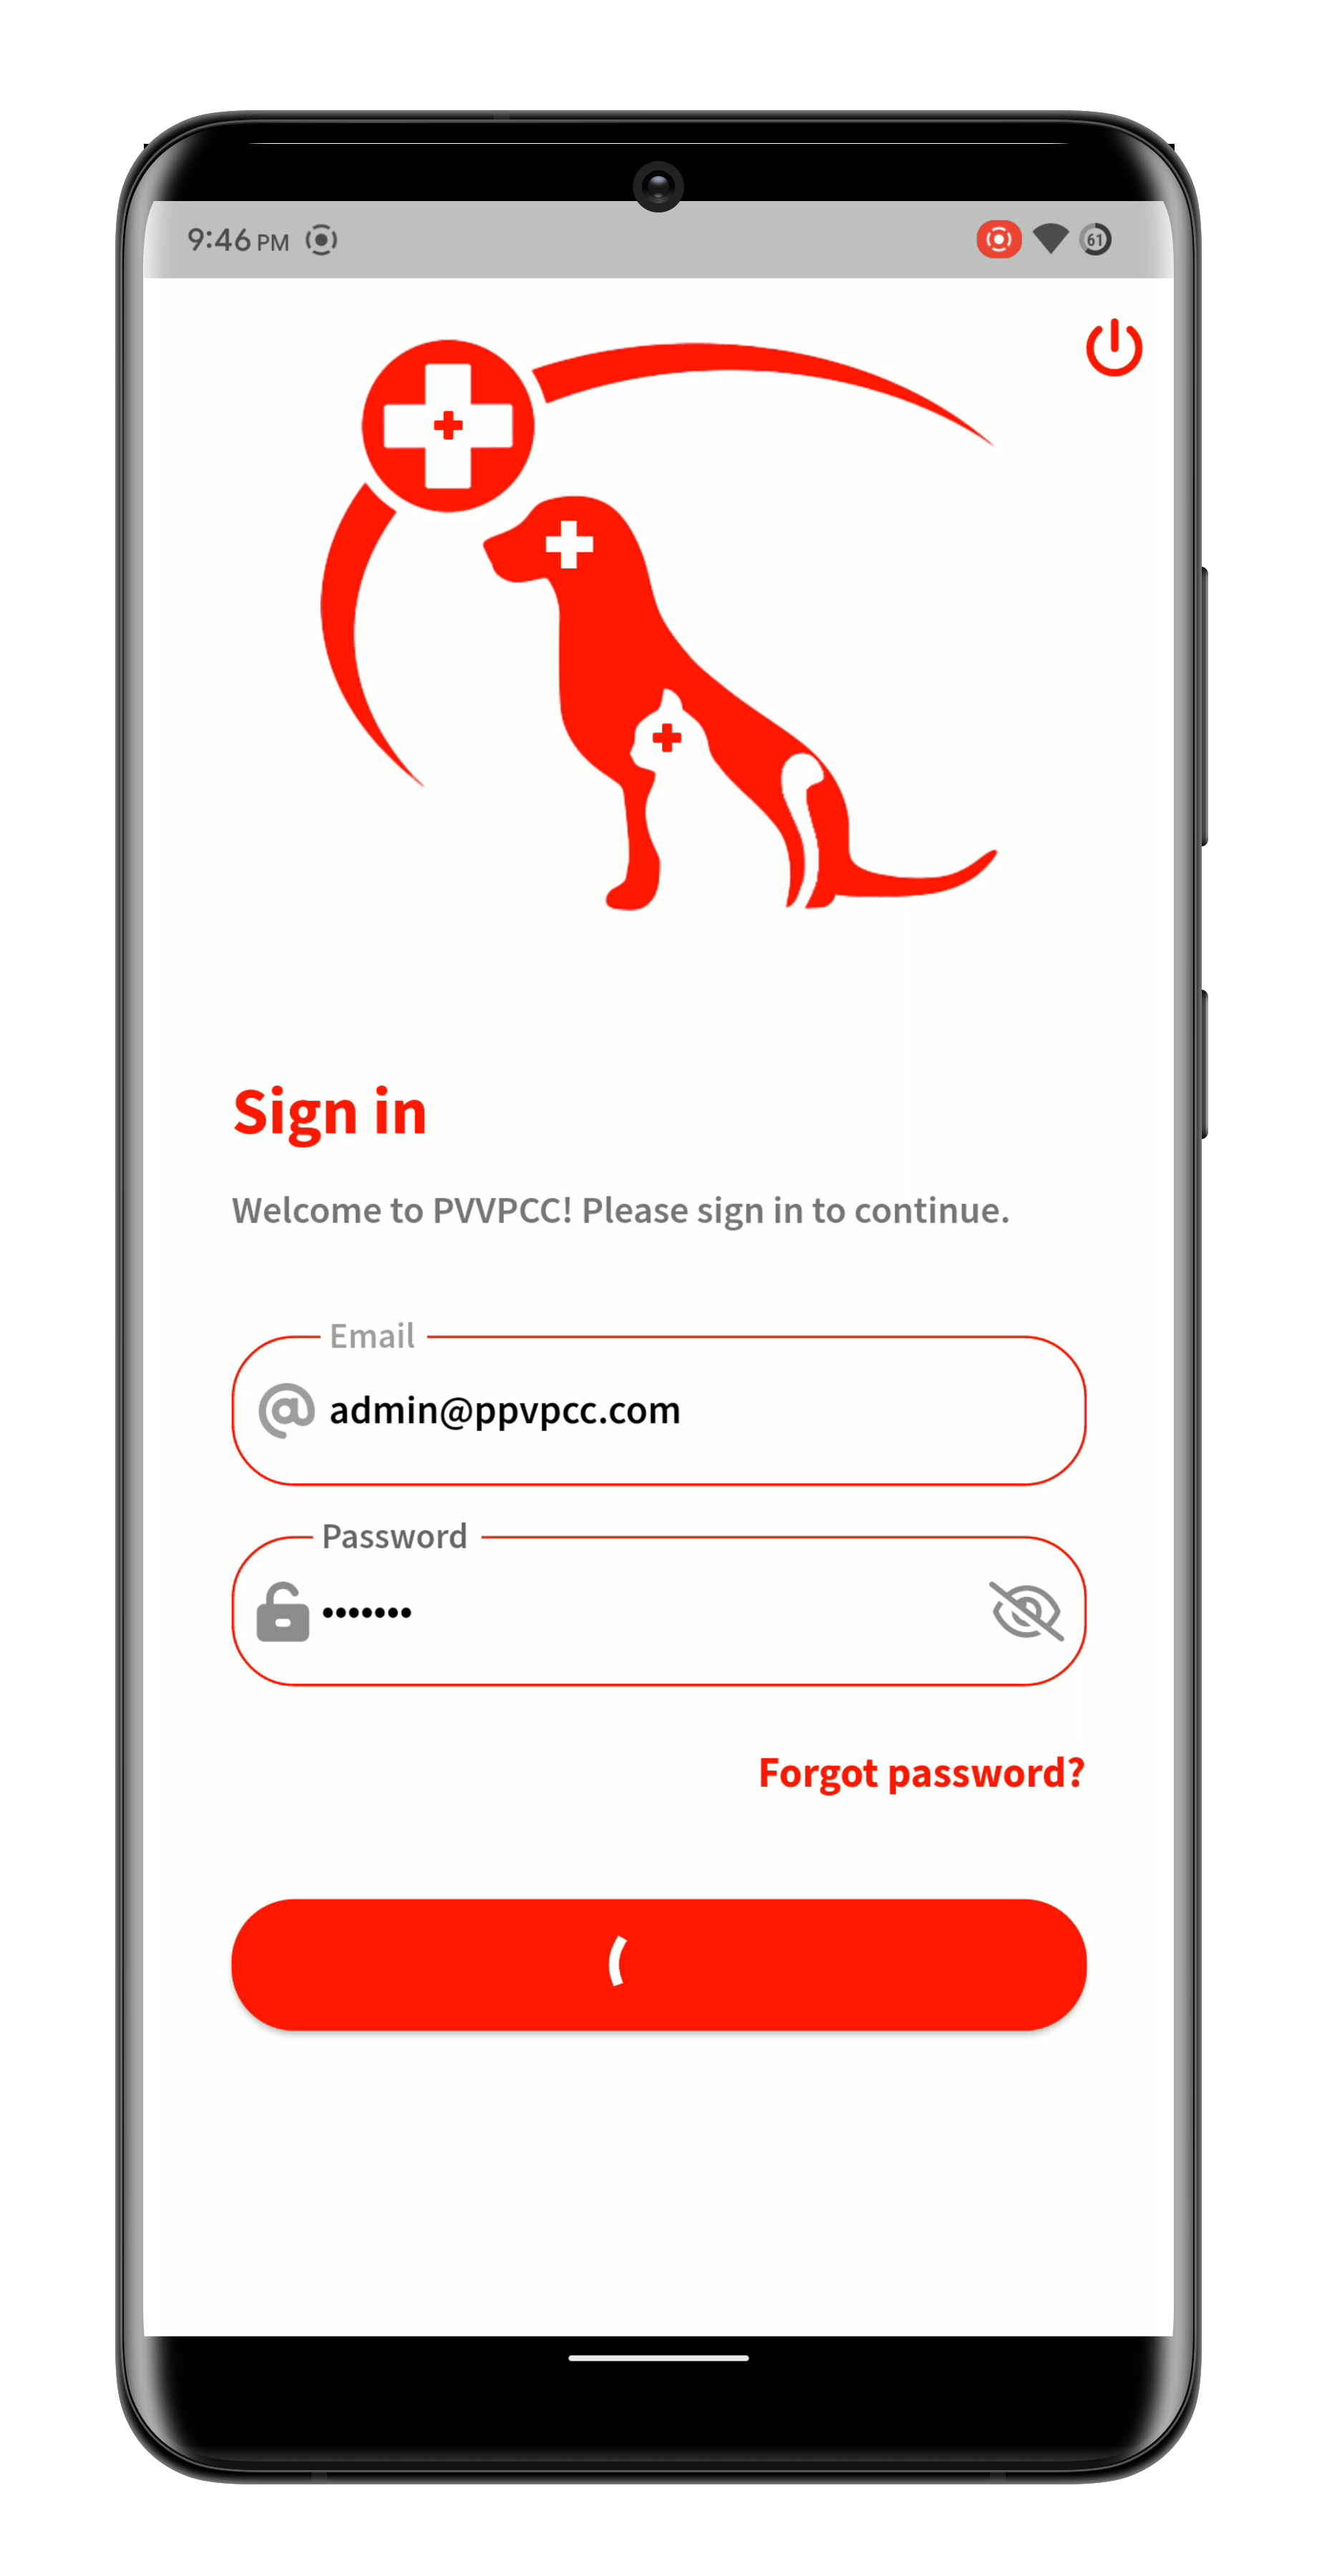 9:46 PM
61
Sign in
Welcome to PVVPCC! Please sign in to continue.
Email
admin@ppvpcc.com
Password
•••••••
Forgot password?